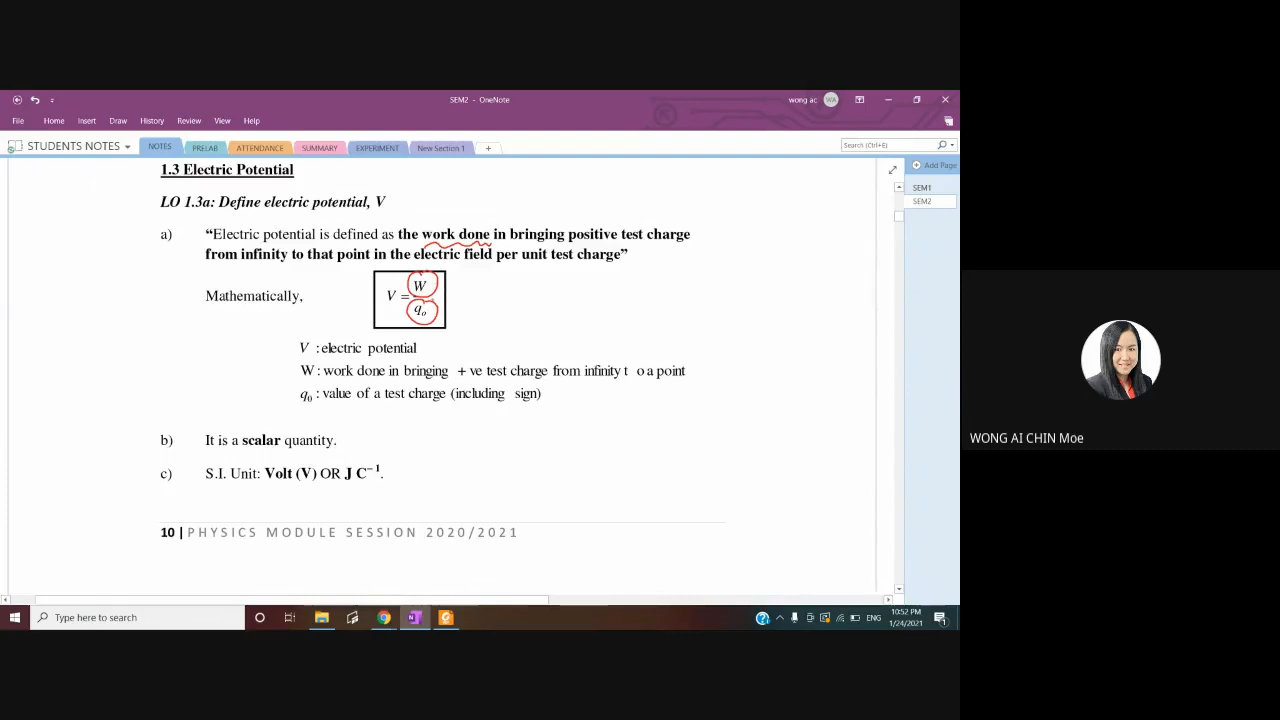 SEM2 - OneNote
wong ac WA
File Home Insert Draw History Review View Help
STUDENTS NOTES NOTES PRELAB ATTENDANCE SUMMARY EXPERIMENT New Section 1 +
Search (Ctrl+E)
Add Page
SEM1
SEM2
1.3 Electric Potential
LO 1.3a: Define electric potential, V
a) “Electric potential is defined as the work done in bringing positive test charge
from infinity to that point in the electric field per unit test charge”
Mathematically, V = W / qo
V : electric potential
W : work done in bringing + ve test charge from infinity t o a point
q0 : value of a test charge (including sign)
b) It is a scalar quantity.
c) S.I. Unit: Volt (V) OR J C⁻¹.
10 | PHYSICS MODULE SESSION 2020/2021
WONG AI CHIN Moe
Type here to search
ENG
10:52 PM
1/24/2021